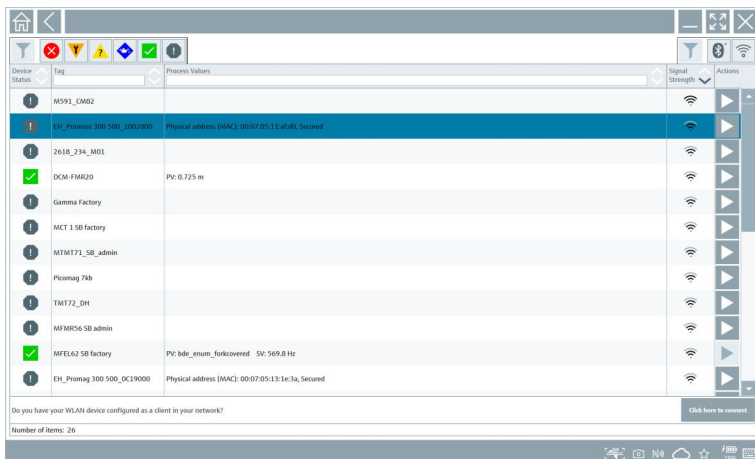 Device Status
Tag
Process Values
Signal Strength
Actions
M591_CM82
EH_Promass 300 500_1002000 Physical address (MAC): 00:07:05:11:af:d0, Secured
2618_234_M01
DCM-FMR20 PV: 0.725 m
Gamma Factory
MCT 1 SB factory
MTMT71_SB_admin
Picomag 7kb
TMT72_DH
MFMR56 SB admin
MFEL62 SB factory PV: bde_enum_forkcovered SV: 569.8 Hz
EH_Promag 300 500_0C19000 Physical address (MAC): 00:07:05:13:1e:3a, Secured
Do you have your WLAN device configured as a client in your network?
Click here to connect
Number of items: 26